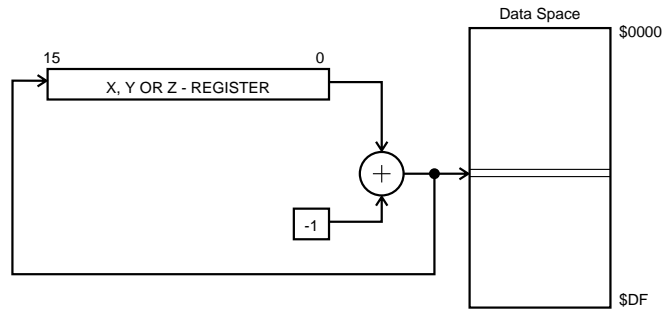 Data Space
$0000
15
0
X, Y OR Z - REGISTER
+
-1
$DF